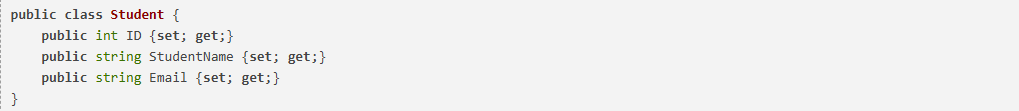 public class Student {
    public int ID {set; get;}
    public string StudentName {set; get;}
    public string Email {set; get;}
}